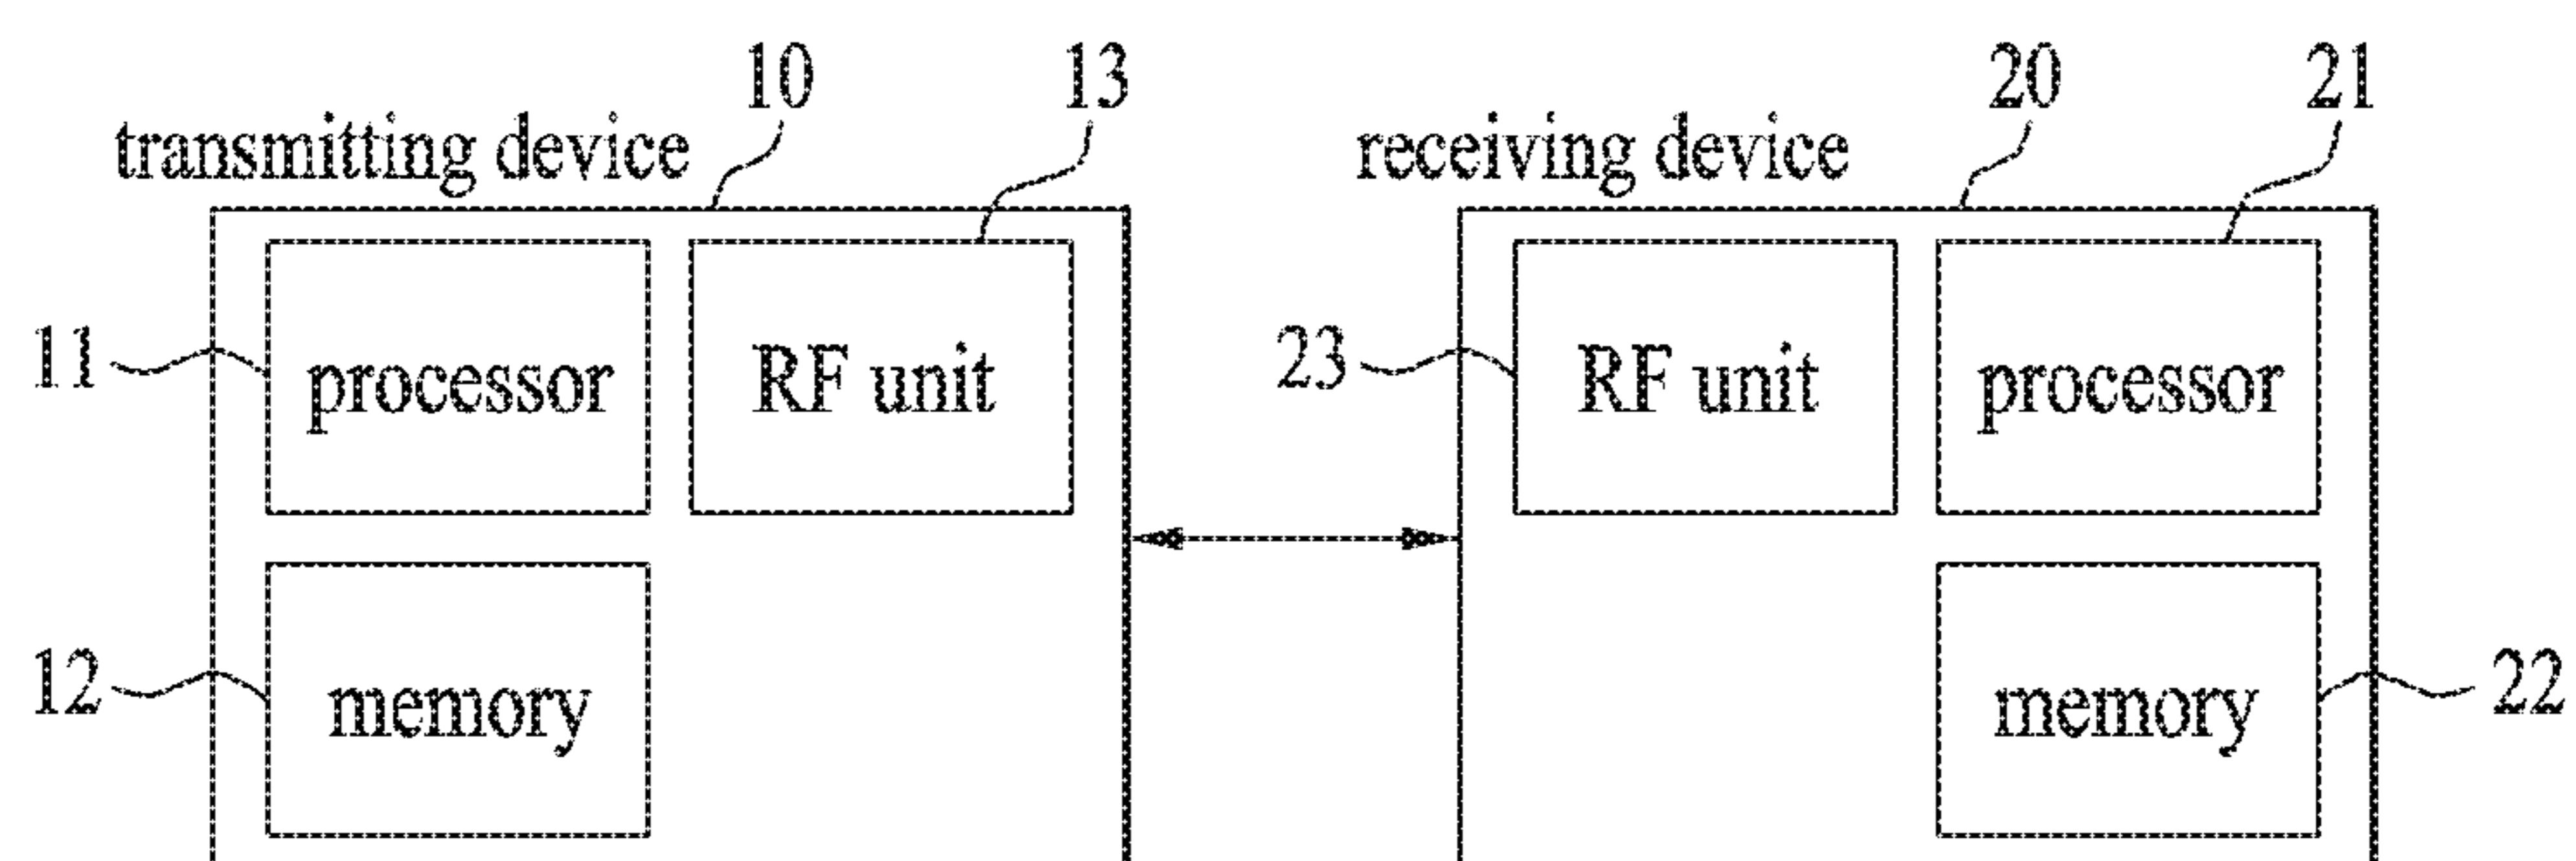 10 13 20 21
transmitting device receiving device
11 processor RF unit 23 RF unit processor
12 memory memory 22